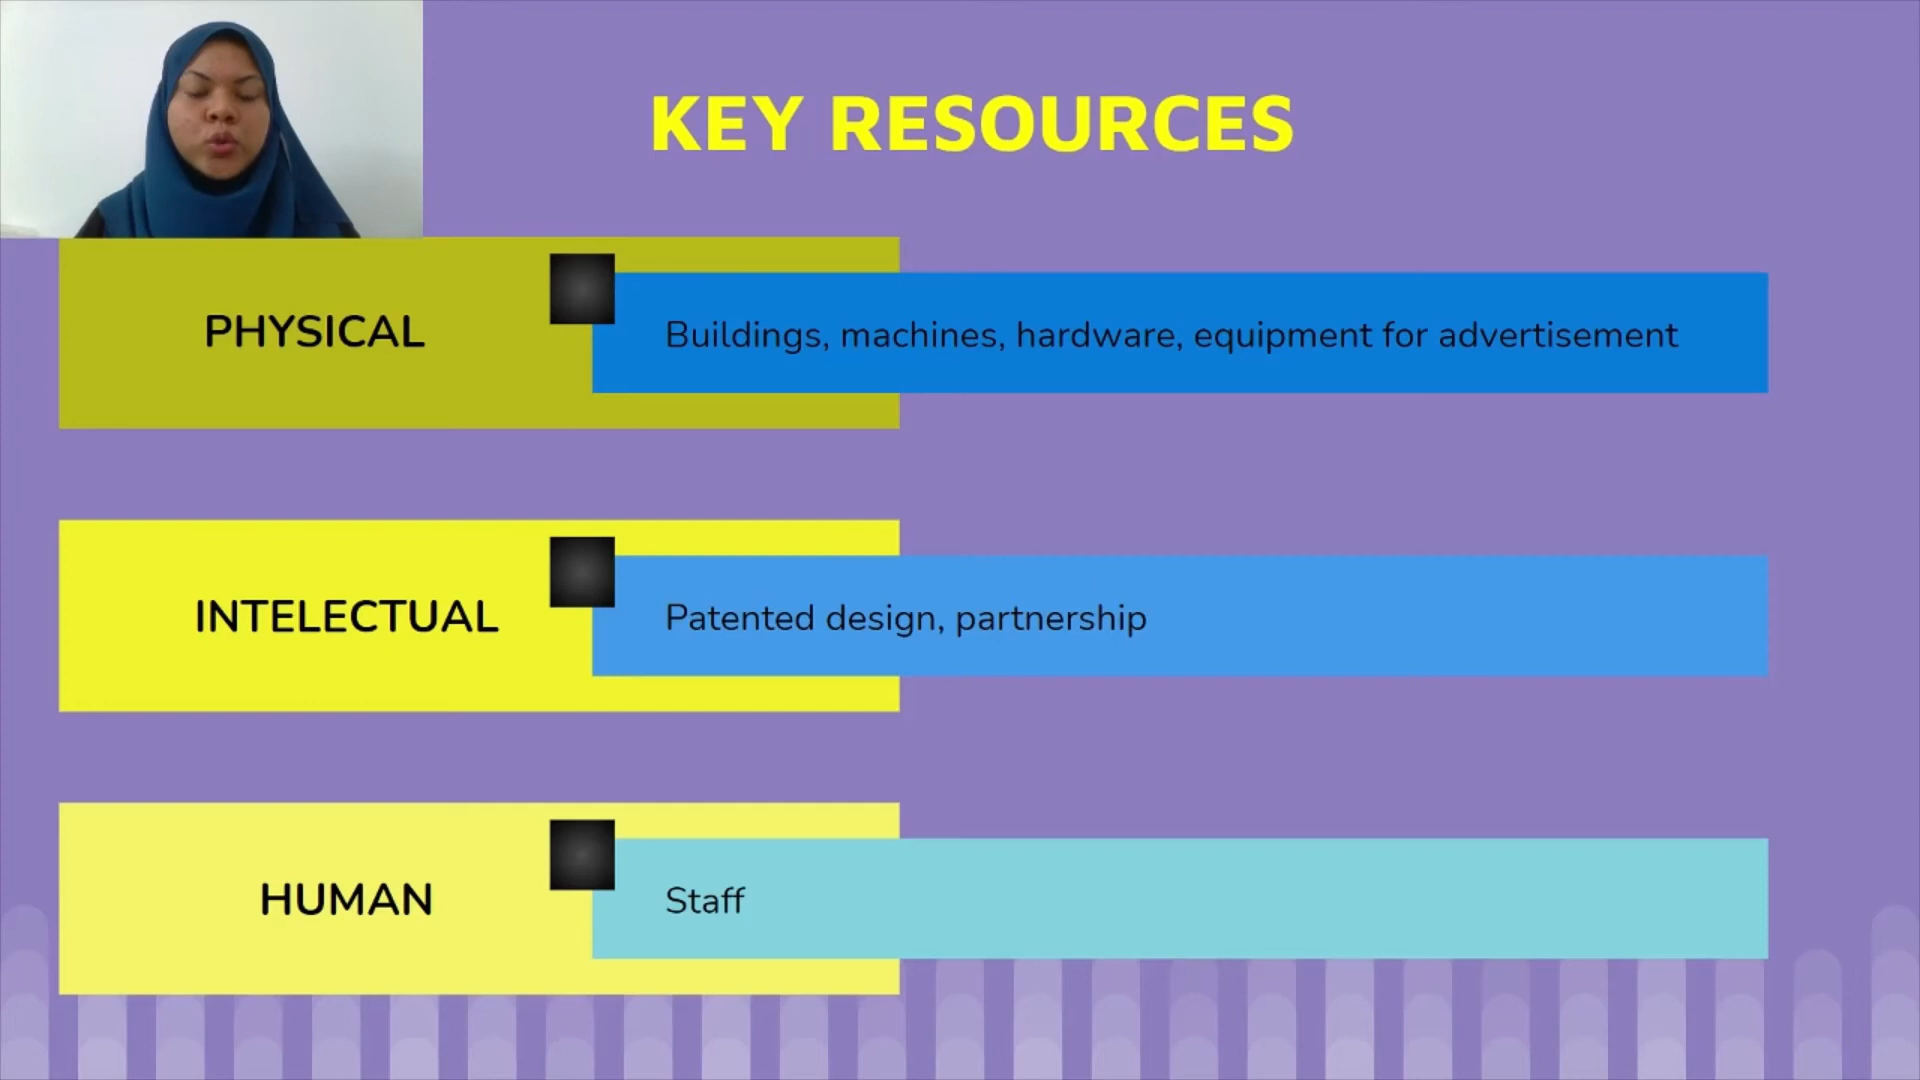 KEY RESOURCES
PHYSICAL
Buildings, machines, hardware, equipment for advertisement
INTELECTUAL
Patented design, partnership
HUMAN
Staff